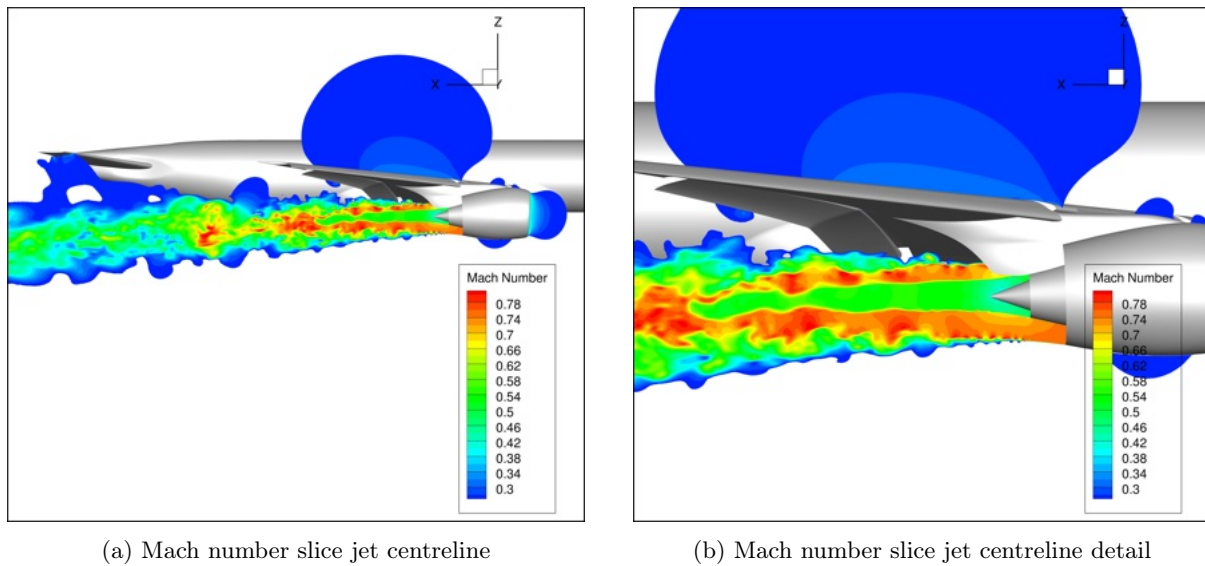 Z
X
Y
Mach Number
0.78
0.74
0.7
0.66
0.62
0.58
0.54
0.5
0.46
0.42
0.38
0.34
0.3
(a) Mach number slice jet centreline
Z
X
Y
Mach Number
0.78
0.74
0.7
0.66
0.62
0.58
0.54
0.5
0.46
0.42
0.38
0.34
0.3
(b) Mach number slice jet centreline detail